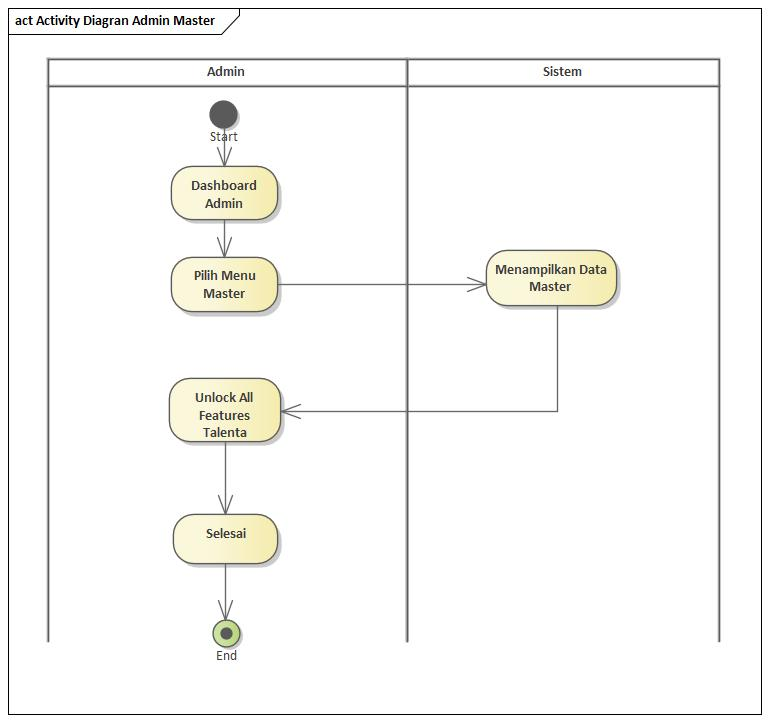 act Activity Diagran Admin Master
Admin
Sistem
Start
Dashboard
Admin
Pilih Menu
Master
Menampilkan Data
Master
Unlock All
Features
Talenta
Selesai
End